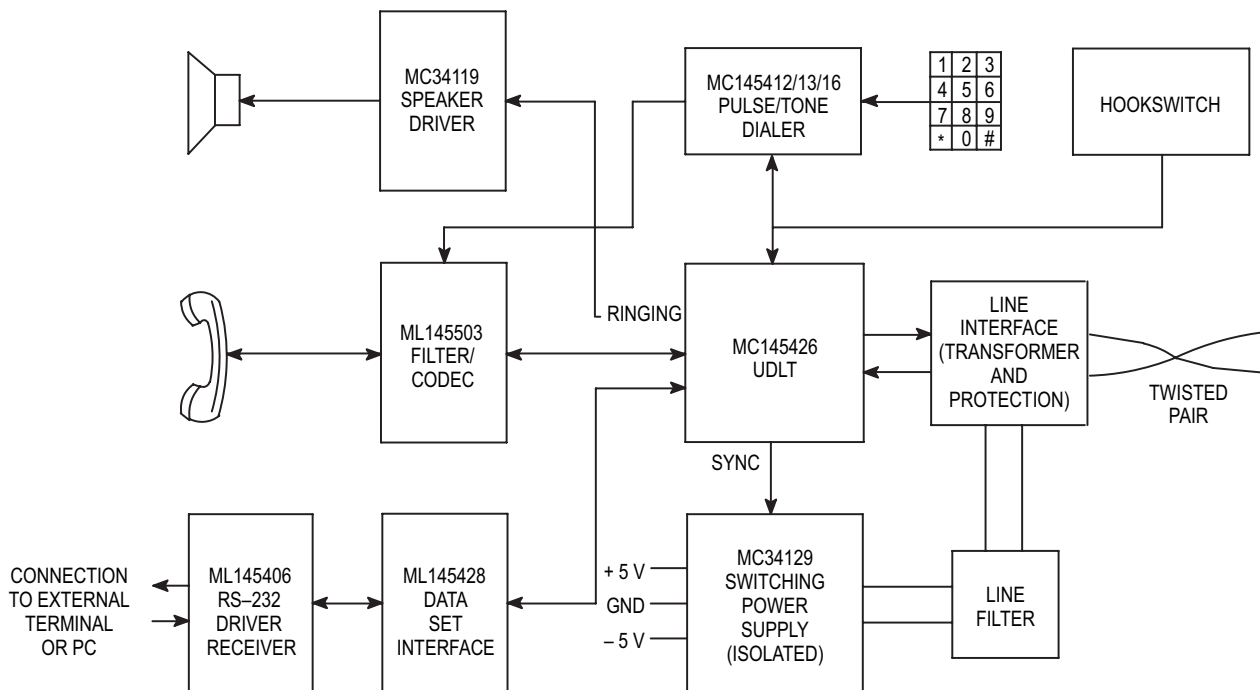 MC34119
SPEAKER
DRIVER
MC145412/13/16
PULSE/TONE
DIALER
1 2 3
4 5 6
7 8 9
* 0 #
HOOKSWITCH
RINGING
ML145503
FILTER/
CODEC
MC145426
UDLT
LINE
INTERFACE
(TRANSFORMER
AND
PROTECTION)
TWISTED
PAIR
SYNC
CONNECTION
TO EXTERNAL
TERMINAL
OR PC
ML145406
RS–232
DRIVER
RECEIVER
ML145428
DATA
SET
INTERFACE
+ 5 V
GND
– 5 V
MC34129
SWITCHING
POWER
SUPPLY
(ISOLATED)
LINE
FILTER